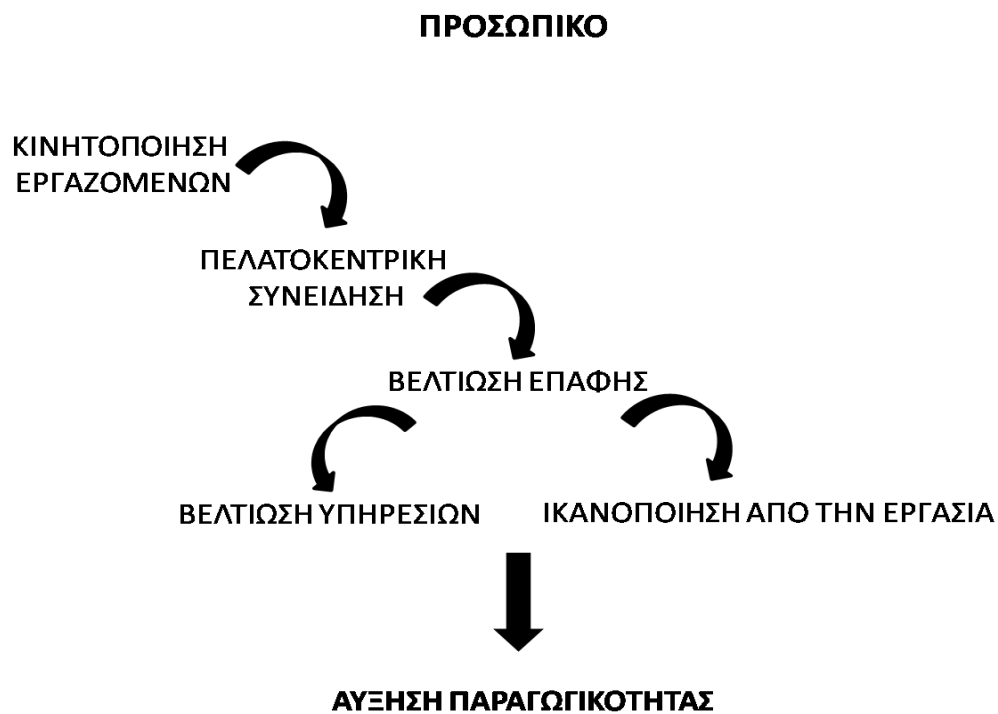 ΠΡΟΣΩΠΙΚΟ
ΚΙΝΗΤΟΠΟΙΗΣΗ
ΕΡΓΑΖΟΜΕΝΩΝ
ΠΕΛΑΤΟΚΕΝΤΡΙΚΗ
ΣΥΝΕΙΔΗΣΗ
ΒΕΛΤΙΩΣΗ ΕΠΑΦΗΣ
ΒΕΛΤΙΩΣΗ ΥΠΗΡΕΣΙΩΝ
ΙΚΑΝΟΠΟΙΗΣΗ ΑΠΟ ΤΗΝ ΕΡΓΑΣΙΑ
ΑΥΞΗΣΗ ΠΑΡΑΓΩΓΙΚΟΤΗΤΑΣ